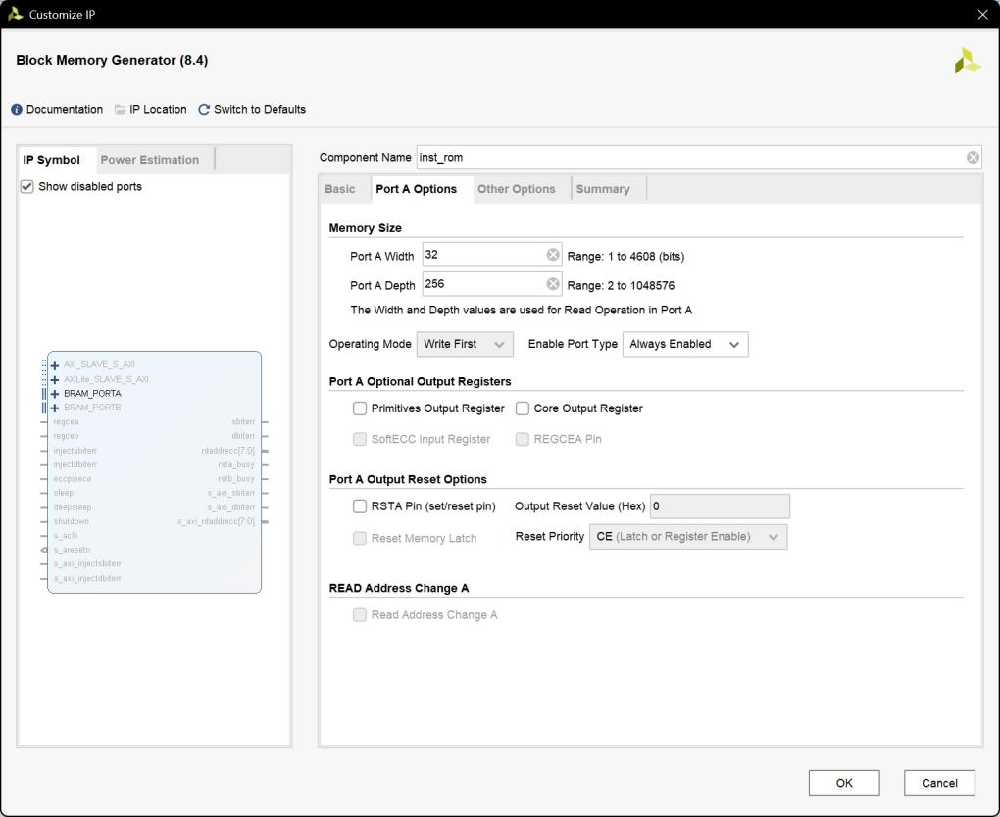 Customize IP
Block Memory Generator (8.4)
Documentation IP Location Switch to Defaults
IP Symbol Power Estimation
Show disabled ports
AXI_SLAVE_S_AXI
AXILite_SLAVE_S_AXI
BRAM_PORTA
BRAM_PORTB
regcea sbiterr
regceb dbiterr
injectsbiterr rdaddrecc[7:0]
injectdbiterr rsta_busy
eccpipece rstb_busy
sleep s_axi_sbiterr
deepsleep s_axi_dbiterr
shutdown s_axi_rdaddrecc[7:0]
s_aclk
s_aresetn
s_axi_injectsbiterr
s_axi_injectdbiterr
Component Name inst_rom
Basic Port A Options Other Options Summary
Memory Size
Port A Width 32 Range: 1 to 4608 (bits)
Port A Depth 256 Range: 2 to 1048576
The Width and Depth values are used for Read Operation in Port A
Operating Mode Write First Enable Port Type Always Enabled
Port A Optional Output Registers
Primitives Output Register Core Output Register
SoftECC Input Register REGCEA Pin
Port A Output Reset Options
RSTA Pin (set/reset pin) Output Reset Value (Hex) 0
Reset Memory Latch Reset Priority CE (Latch or Register Enable)
READ Address Change A
Read Address Change A
OK Cancel